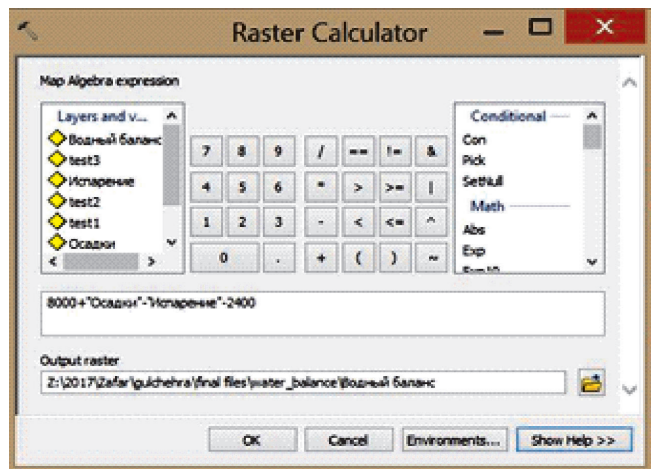 Raster Calculator
Map Algebra expression
Layers and v...
Водный баланс
test3
Испарение
test2
test1
Осадки
7 8 9 / == != &
4 5 6 * > >= |
1 2 3 - < <= ^
0 . + ( ) ~
Conditional
Con
Pick
SetNull
Math
Abs
Exp
Exp10
8000+"Осадки"-"Испарение"-2400
Output raster
Z:\2017\Zafar\gulchehra\final files\water_balance\Водный баланс
OK Cancel Environments... Show Help >>